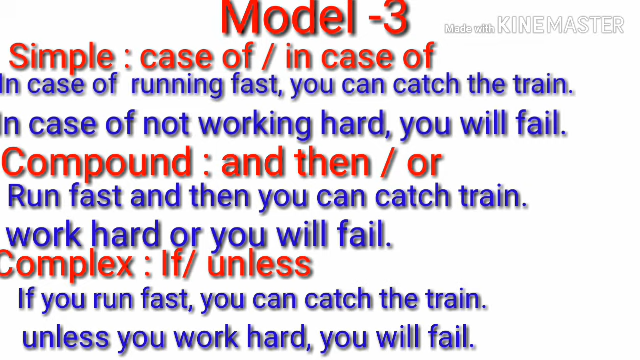 Model -3
Made with KINEMASTER
Simple : case of / in case of
In case of running fast, you can catch the train.
In case of not working hard, you will fail.
Compound : and then / or
Run fast and then you can catch train.
work hard or you will fail.
Complex : If/ unless
If you run fast, you can catch the train.
unless you work hard, you will fail.